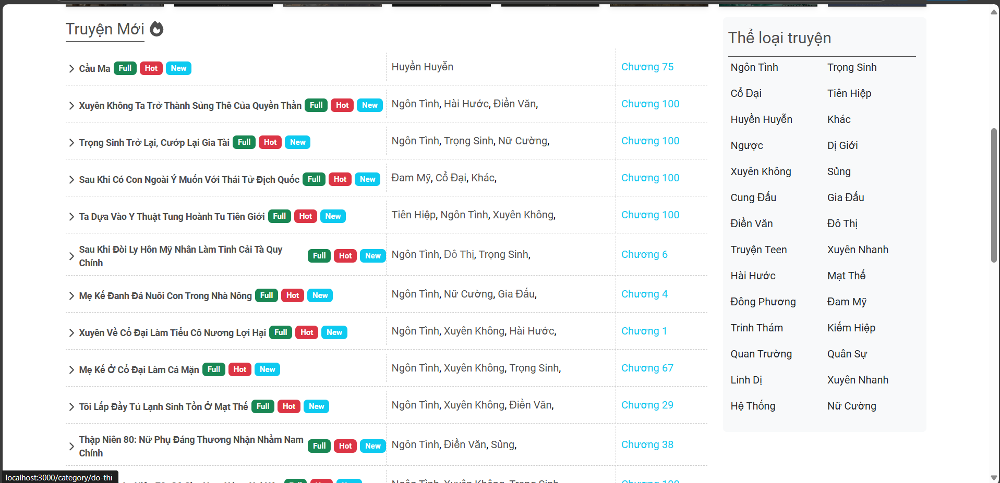 Truyện Mới
Cầu Ma Full Hot New Huyền Huyễn Chương 75
Xuyên Không Ta Trở Thành Sủng Thê Của Quyền Thần Full Hot New Ngôn Tình, Hài Hước, Điền Văn, Chương 100
Trọng Sinh Trở Lại, Cướp Lại Gia Tài Full Hot New Ngôn Tình, Trọng Sinh, Nữ Cường, Chương 100
Sau Khi Có Con Ngoài Ý Muốn Với Thái Tử Địch Quốc Full Hot New Đam Mỹ, Cổ Đại, Khác, Chương 100
Ta Dựa Vào Y Thuật Tung Hoành Tu Tiên Giới Full Hot New Tiên Hiệp, Ngôn Tình, Xuyên Không, Chương 100
Sau Khi Đòi Ly Hôn Mỹ Nhân Làm Tinh Cải Tà Quy
Chính Full Hot New Ngôn Tình, Đô Thị, Trọng Sinh, Chương 6
Mẹ Kế Đanh Đá Nuôi Con Trong Nhà Nông Full Hot New Ngôn Tình, Nữ Cường, Gia Đấu, Chương 4
Xuyên Về Cổ Đại Làm Tiểu Cô Nương Lợi Hại Full Hot New Ngôn Tình, Xuyên Không, Hài Hước, Chương 1
Mẹ Kế Ở Cổ Đại Làm Cá Mặn Full Hot New Ngôn Tình, Xuyên Không, Trọng Sinh, Chương 67
Tôi Lấp Đầy Tủ Lạnh Sinh Tồn Ở Mạt Thế Full Hot New Ngôn Tình, Xuyên Không, Điền Văn, Chương 29
Thập Niên 80: Nữ Phụ Đáng Thương Nhận Nhầm Nam
Chính Full Hot New Ngôn Tình, Điền Văn, Sủng, Chương 38
Ngôn Tình, Xuyên Không, Trọng Sinh, Chương 100
Thể loại truyện
Ngôn Tình Trọng Sinh
Cổ Đại Tiên Hiệp
Huyền Huyễn Khác
Ngược Dị Giới
Xuyên Không Sủng
Cung Đấu Gia Đấu
Điền Văn Đô Thị
Truyện Teen Xuyên Nhanh
Hài Hước Mạt Thế
Đông Phương Đam Mỹ
Trinh Thám Kiếm Hiệp
Quan Trường Quân Sự
Linh Dị Xuyên Nhanh
Hệ Thống Nữ Cường
localhost:3000/category/do-thi